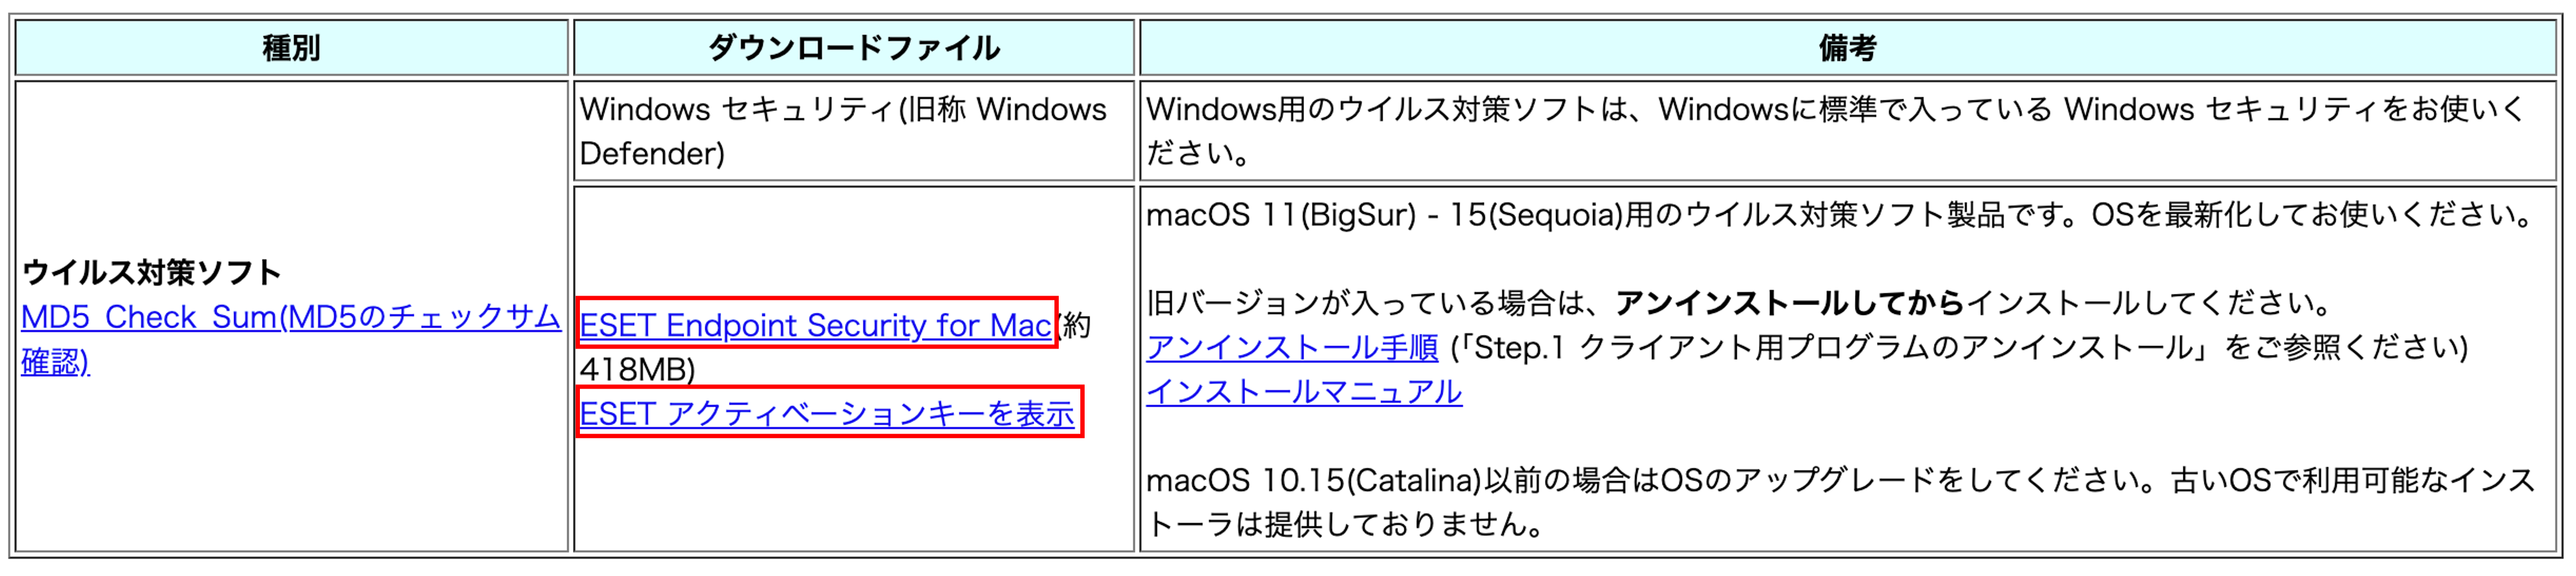 種別
ダウンロードファイル
備考
ウイルス対策ソフト
MD5 Check Sum(MD5のチェックサム
確認)
Windows セキュリティ(旧称 Windows
Defender)
Windows用のウイルス対策ソフトは、Windowsに標準で入っている Windows セキュリティをお使いく
ださい。
ESET Endpoint Security for Mac(約
418MB)
ESET アクティベーションキーを表示
macOS 11(BigSur) - 15(Sequoia)用のウイルス対策ソフト製品です。OSを最新化してお使いください。
旧バージョンが入っている場合は、アンインストールしてからインストールしてください。
アンインストール手順 (「Step.1 クライアント用プログラムのアンインストール」をご参照ください)
インストールマニュアル
macOS 10.15(Catalina)以前の場合はOSのアップグレードをしてください。古いOSで利用可能なインス
トーラは提供しておりません。